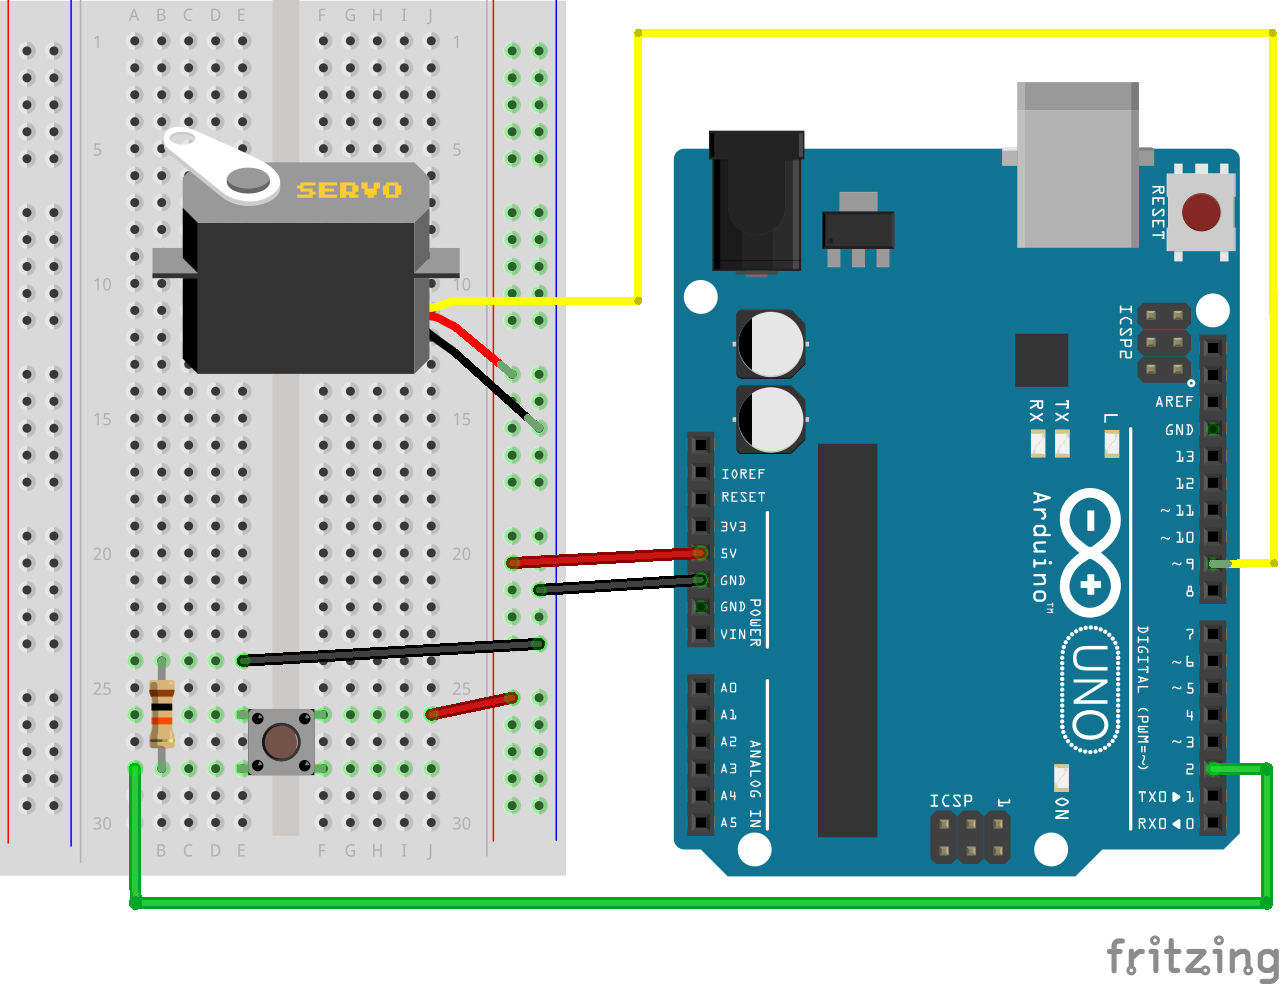 A B C D E F G H I J
1 1
5 5
SERVO
10 10
15 15
20 20
25 25
30 30
A B C D E F G H I J
RESET
ICSP2
AREF
GND
13
12
~11
~10
~9
8
7
~6
~5
4
~3
2
TX0▶1
RX0◀0
RX
TX
L
IOREF
RESET
3V3
5V
GND
GND
VIN
POWER
A0
A1
A2
A3
A4
A5
ANALOG IN
Arduino™
UNO
DIGITAL (PWM=~)
ICSP
1
ON
fritzing